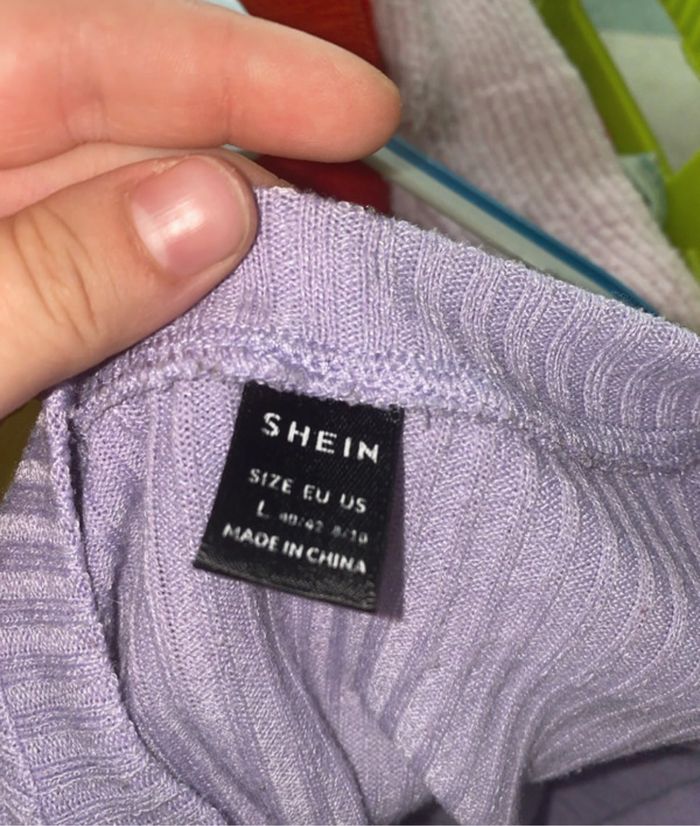 SHEIN
SIZE EU US
L 40/42 8/10
MADE IN CHINA